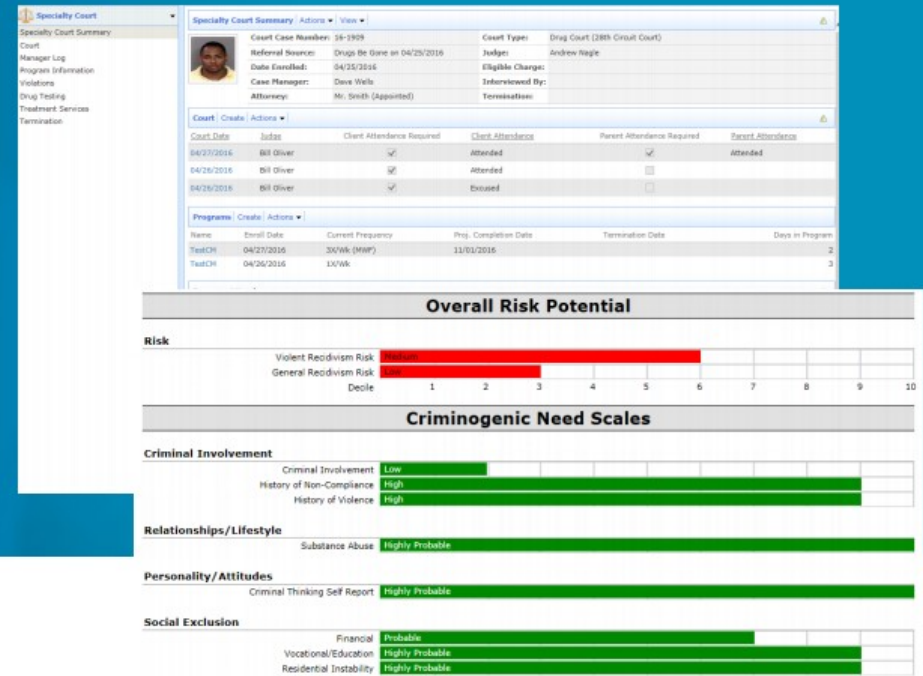 Specialty Court
Specialty Court Summary
Court
Manager Log
Program Information
Violations
Drug Testing
Treatment Services
Termination
Specialty Court Summary Actions View
Court Case Number: 16-1909 Court Type: Drug Court (28th Circuit Court)
Referral Source: Drugs Be Gone on 04/25/2016 Judge: Andrew Nagle
Date Enrolled: 04/25/2016 Eligible Charge:
Case Manager: Dave Wells Interviewed By:
Attorney: Mr. Smith (Appointed) Termination:
Court Create Actions
Court Date Judge Client Attendance Required Client Attendance Parent Attendance Required Parent Attendance
04/27/2016 Bill Oliver Attended Attended
04/26/2016 Bill Oliver Attended
04/26/2016 Bill Oliver Excused
Programs Create Actions
Name Enroll Date Current Frequency Proj. Completion Date Termination Date Days in Program
TestCM 04/27/2016 3X/Wk (MWF) 11/01/2016 2
TestCM 04/26/2016 1X/Wk 3
Overall Risk Potential
Risk
Violent Recidivism Risk Medium
General Recidivism Risk Low
Decile 1 2 3 4 5 6 7 8 9 10
Criminogenic Need Scales
Criminal Involvement
Criminal Involvement Low
History of Non-Compliance High
History of Violence High
Relationships/Lifestyle
Substance Abuse Highly Probable
Personality/Attitudes
Criminal Thinking Self Report Highly Probable
Social Exclusion
Financial Probable
Vocational/Education Highly Probable
Residential Instability Highly Probable